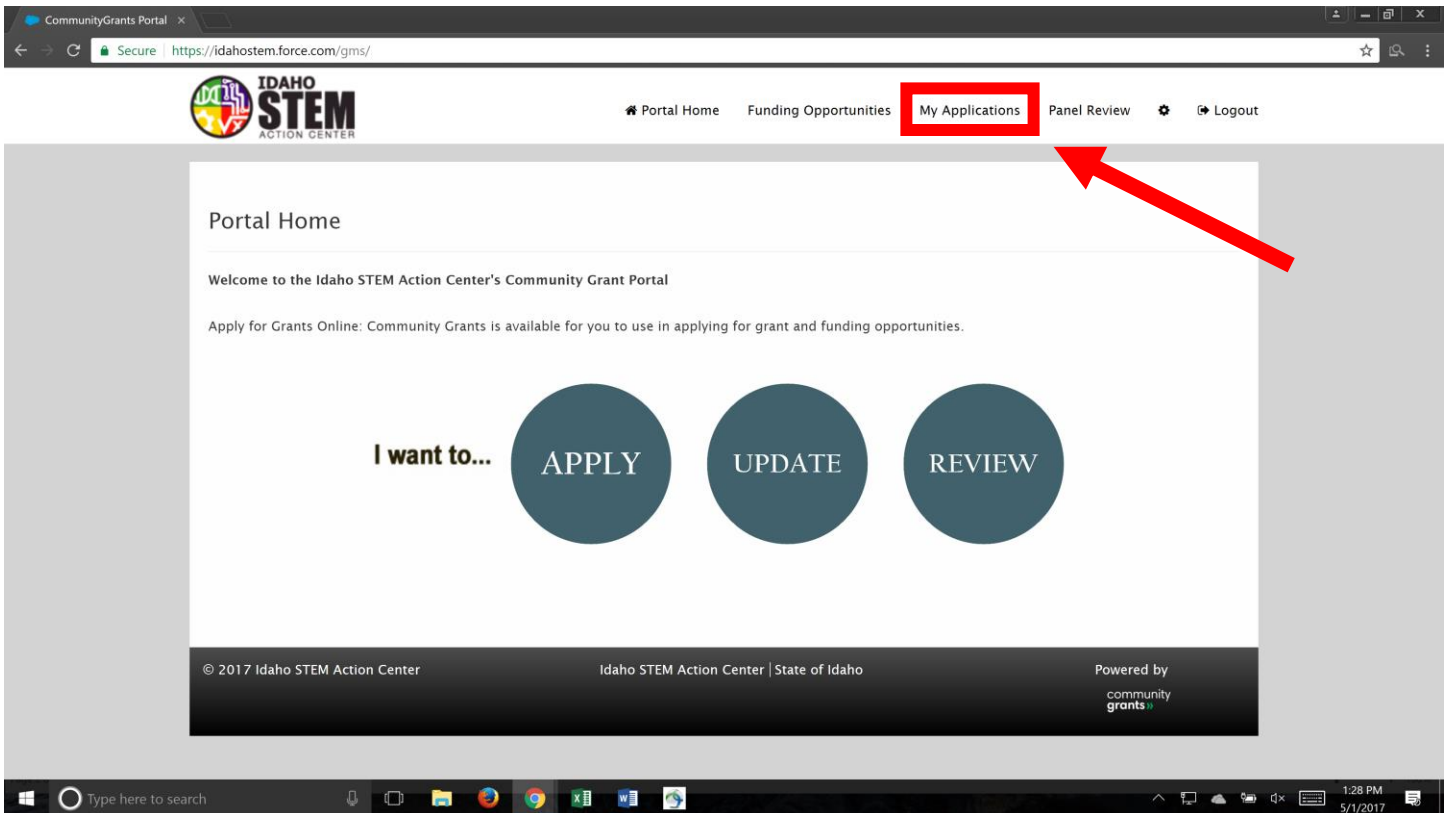 CommunityGrants Portal
Secure https://idahostem.force.com/gms/
IDAHO
STEM
ACTION CENTER
Portal Home Funding Opportunities My Applications Panel Review Logout
Portal Home
Welcome to the Idaho STEM Action Center's Community Grant Portal
Apply for Grants Online: Community Grants is available for you to use in applying for grant and funding opportunities.
I want to... APPLY UPDATE REVIEW
© 2017 Idaho STEM Action Center Idaho STEM Action Center | State of Idaho Powered by
community
grants»
Type here to search
1:28 PM
5/1/2017